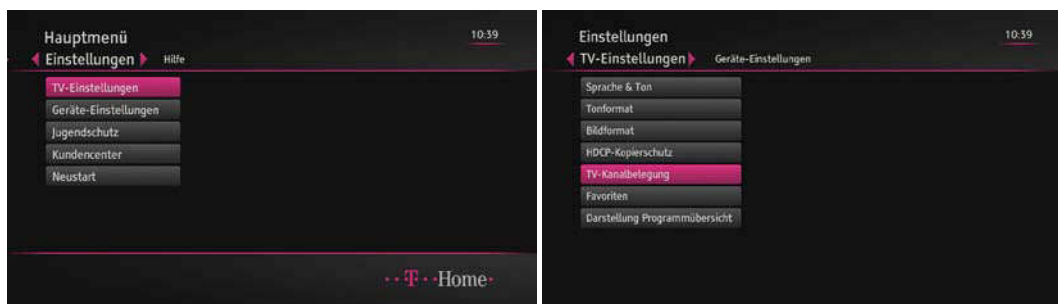 Hauptmenü
10:39
Einstellungen Hilfe
TV-Einstellungen
Geräte-Einstellungen
Jugendschutz
Kundencenter
Neustart
··T··Home·
Einstellungen
10:39
TV-Einstellungen Geräte-Einstellungen
Sprache & Ton
Tonformat
Bildformat
HDCP-Kopierschutz
TV-Kanalbelegung
Favoriten
Darstellung Programmübersicht